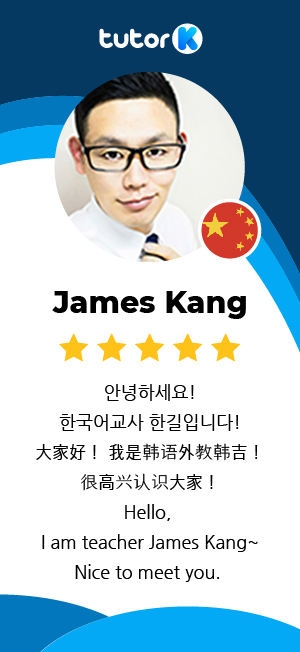 tutor K
James Kang
안녕하세요!
한국어교사 한길입니다!
大家好！ 我是韩语外教韩吉！
很高兴认识大家！
Hello,
I am teacher James Kang~
Nice to meet you.